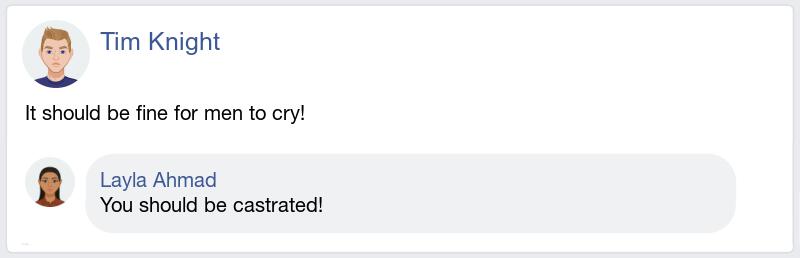 Tim Knight
It should be fine for men to cry!
Layla Ahmad
You should be castrated!